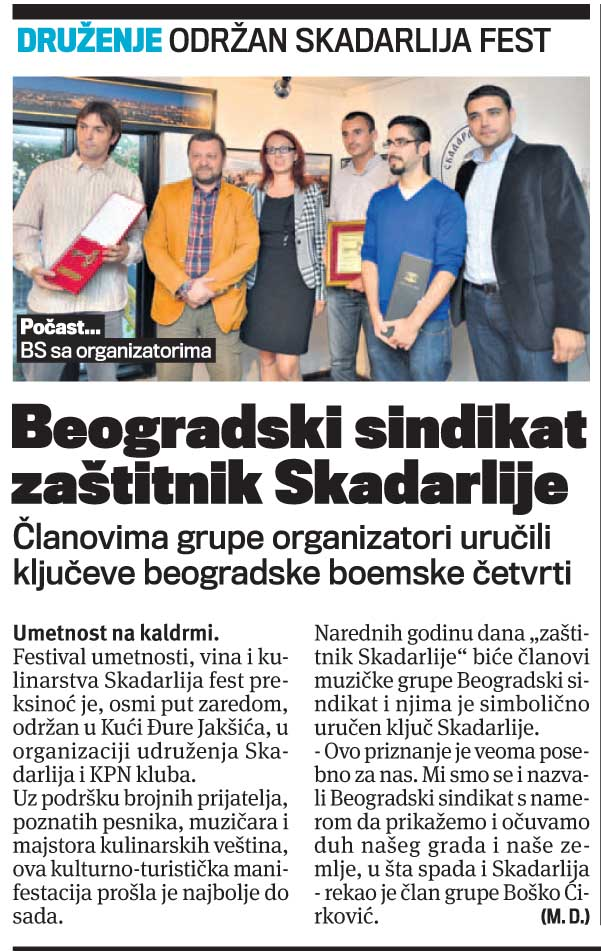 DRUŽENJE ODRŽAN SKADARLIJA FEST
Počast...
BS sa organizatorima
Beogradski sindikat
zaštitnik Skadarlije
Članovima grupe organizatori uručili
ključeve beogradske boemske četvrti
Umetnost na kaldrmi.
Festival umetnosti, vina i ku-
linarstva Skadarlija fest prek-
sinoć je, osmi put zaredom,
održan u Kući Đure Jakšića, u
organizaciji udruženja Ska-
darlija i KPN kluba.
Uz podršku brojnih prijatelja,
poznatih pesnika, muzičara i
majstora kulinarskih veština,
ova kulturno-turistička mani-
festacija prošla je najbolje do
sada.
Narednih godinu dana „zašti-
tnik Skadarlije“ biće članovi
muzičke grupe Beogradski si-
ndikat i njima je simbolično
uručen ključ Skadarlije.
- Ovo priznanje je veoma pose-
bno za nas. Mi smo se i nazva-
li Beogradski sindikat s name-
rom da prikažemo i očuvamo
duh našeg grada i naše ze-
mlje, u šta spada i Skadarlija
- rekao je član grupe Boško Ći-
rković. (M. D.)